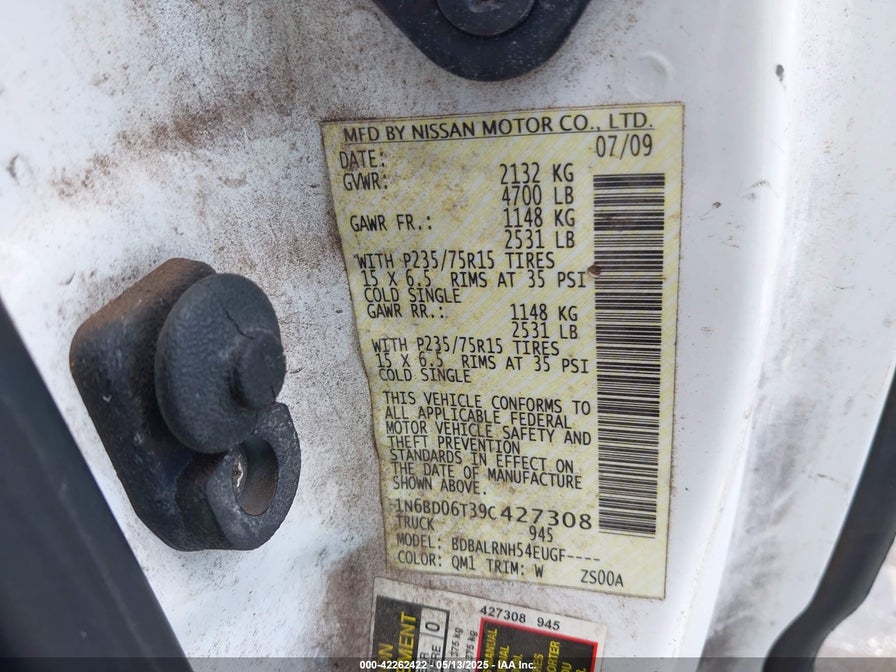 MFD BY NISSAN MOTOR CO., LTD.
DATE: 07/09
GVWR: 2132 KG
4700 LB
GAWR FR.: 1148 KG
2531 LB
WITH P235/75R15 TIRES
15 X 6.5 RIMS AT 35 PSI
COLD SINGLE
GAWR RR.: 1148 KG
2531 LB
WITH P235/75R15 TIRES
15 X 6.5 RIMS AT 35 PSI
COLD SINGLE
THIS VEHICLE CONFORMS TO
ALL APPLICABLE FEDERAL
MOTOR VEHICLE SAFETY AND
THEFT PREVENTION
STANDARDS IN EFFECT ON
THE DATE OF MANUFACTURE
SHOWN ABOVE.
1N6BD06T39C427308
TRUCK 945
MODEL: BDBALRNH54EUGF----
COLOR: QM1 TRIM: W ZS00A
427308 945
0
375 kg
MANUAL
000-42262422 — 05/13/2025 — IAA Inc.